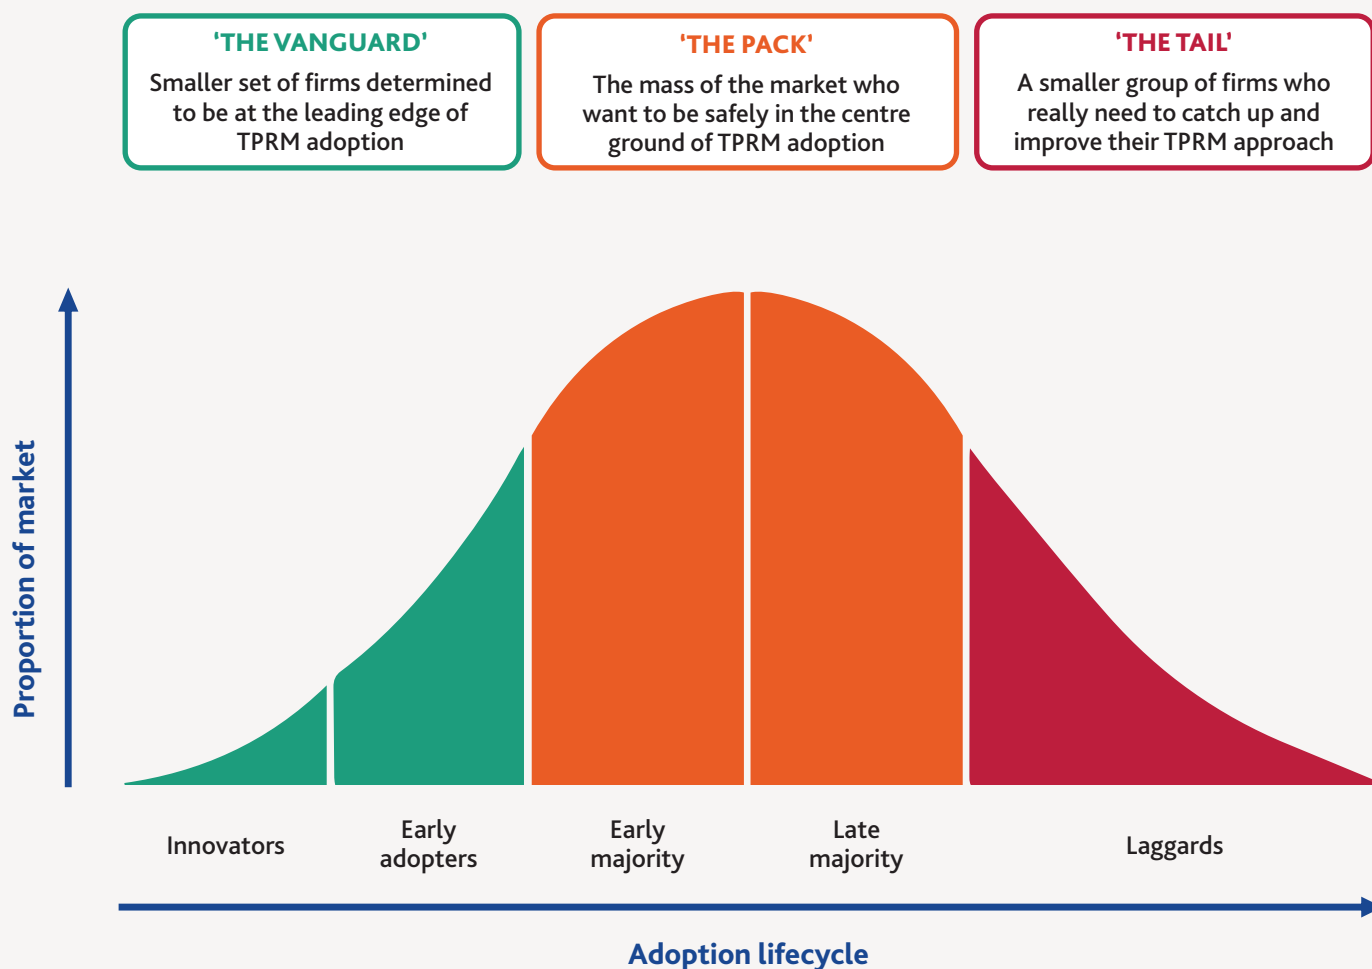 ‘THE VANGUARD’
Smaller set of firms determined
to be at the leading edge of
TPRM adoption
‘THE PACK’
The mass of the market who
want to be safely in the centre
ground of TPRM adoption
‘THE TAIL’
A smaller group of firms who
really need to catch up and
improve their TPRM approach
Proportion of market
Innovators
Early
adopters
Early
majority
Late
majority
Laggards
Adoption lifecycle